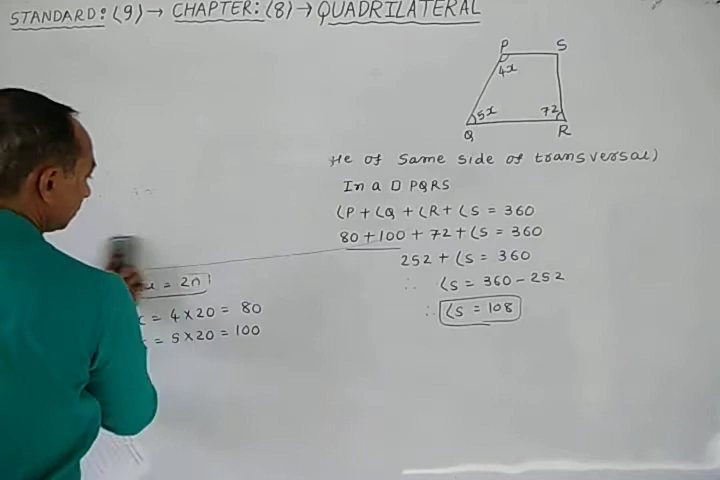 STANDARD:(9) → CHAPTER:(8) → QUADRILATERAL
P S
4x
5x 72
Q R
He of same side of transversal)
In a □ PQRS
∠P + ∠Q + ∠R + ∠S = 360
80 + 100 + 72 + ∠S = 360
252 + ∠S = 360
∴ ∠S = 360 - 252
∴ ∠S = 108
= 20
= 4 × 20 = 80
= 5 × 20 = 100